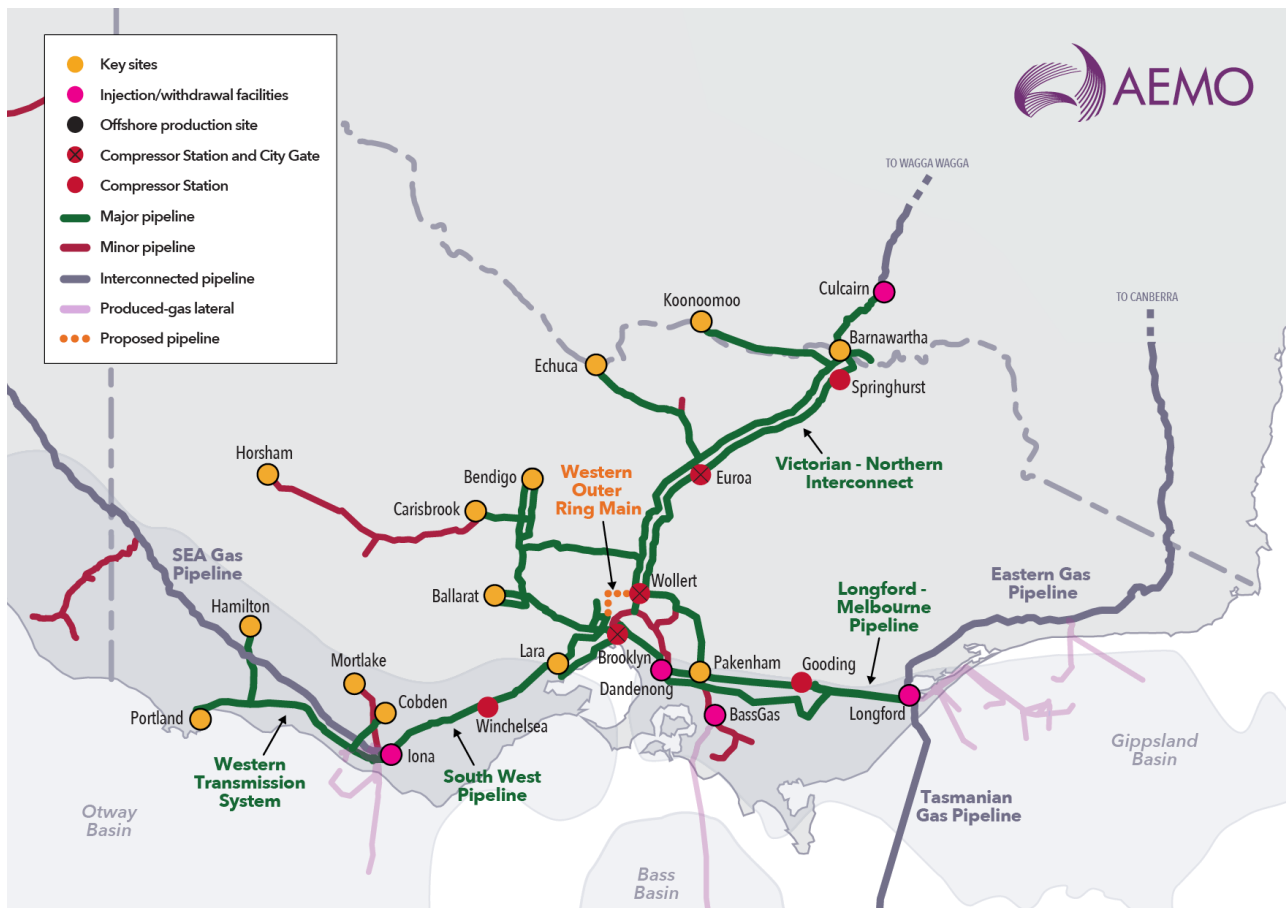 Key sites
Injection/withdrawal facilities
Offshore production site
Compressor Station and City Gate
Compressor Station
Major pipeline
Minor pipeline
Interconnected pipeline
Produced-gas lateral
Proposed pipeline
AEMO
TO WAGGA WAGGA
Culcairn
TO CANBERRA
Koonoomoo
Barnawartha
Echuca
Springhurst
Horsham
Bendigo
Western
Outer
Ring Main
Euroa
Victorian - Northern
Interconnect
Carisbrook
SEA Gas
Pipeline
Wollert
Eastern Gas
Pipeline
Ballarat
Longford -
Melbourne
Pipeline
Hamilton
Mortlake
Lara
Brooklyn
Pakenham
Gooding
Dandenong
Cobden
Portland
Winchelsea
BassGas
Longford
Iona
Western
Transmission
System
South West
Pipeline
Gippsland
Basin
Otway
Basin
Tasmanian
Gas Pipeline
Bass
Basin